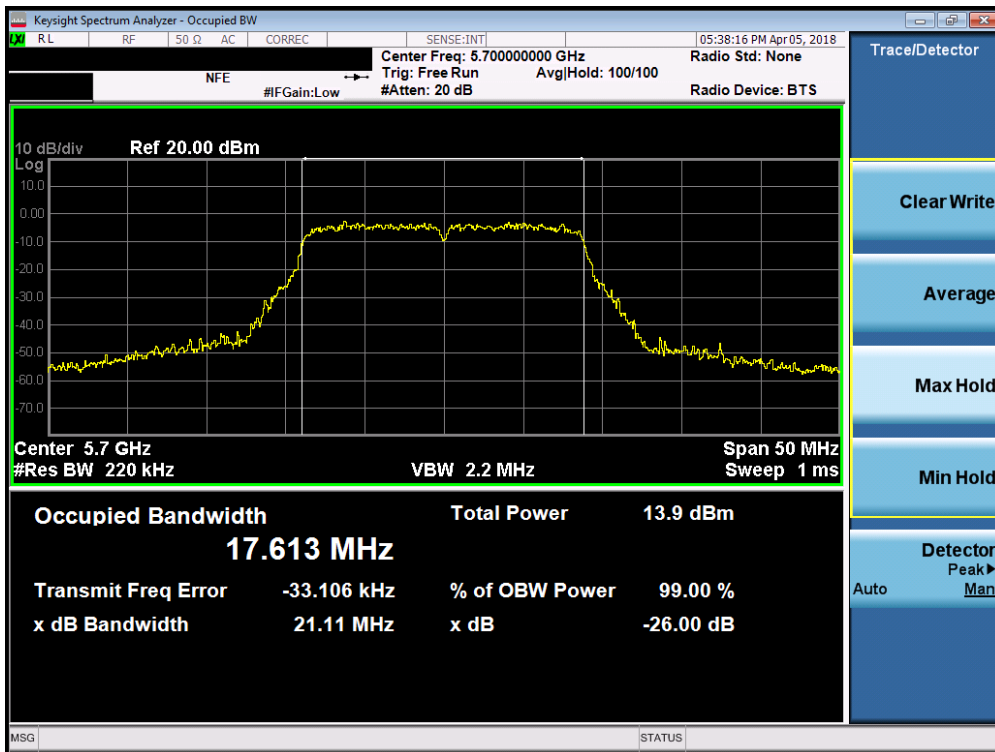 Keysight Spectrum Analyzer - Occupied BW
LXI RL RF 50 Ω AC CORREC SENSE:INT 05:38:16 PM Apr 05, 2018
Center Freq: 5.700000000 GHz Radio Std: None
NFE Trig: Free Run Avg|Hold: 100/100
#IFGain:Low #Atten: 20 dB Radio Device: BTS
10 dB/div Ref 20.00 dBm
Log
10.0
0.00
-10.0
-20.0
-30.0
-40.0
-50.0
-60.0
-70.0
Center 5.7 GHz Span 50 MHz
#Res BW 220 kHz VBW 2.2 MHz Sweep 1 ms
Occupied Bandwidth Total Power 13.9 dBm
17.613 MHz
Transmit Freq Error -33.106 kHz % of OBW Power 99.00 %
x dB Bandwidth 21.11 MHz x dB -26.00 dB
MSG STATUS
Trace/Detector
Clear Write
Average
Max Hold
Min Hold
Detector
Peak▶
Auto Man